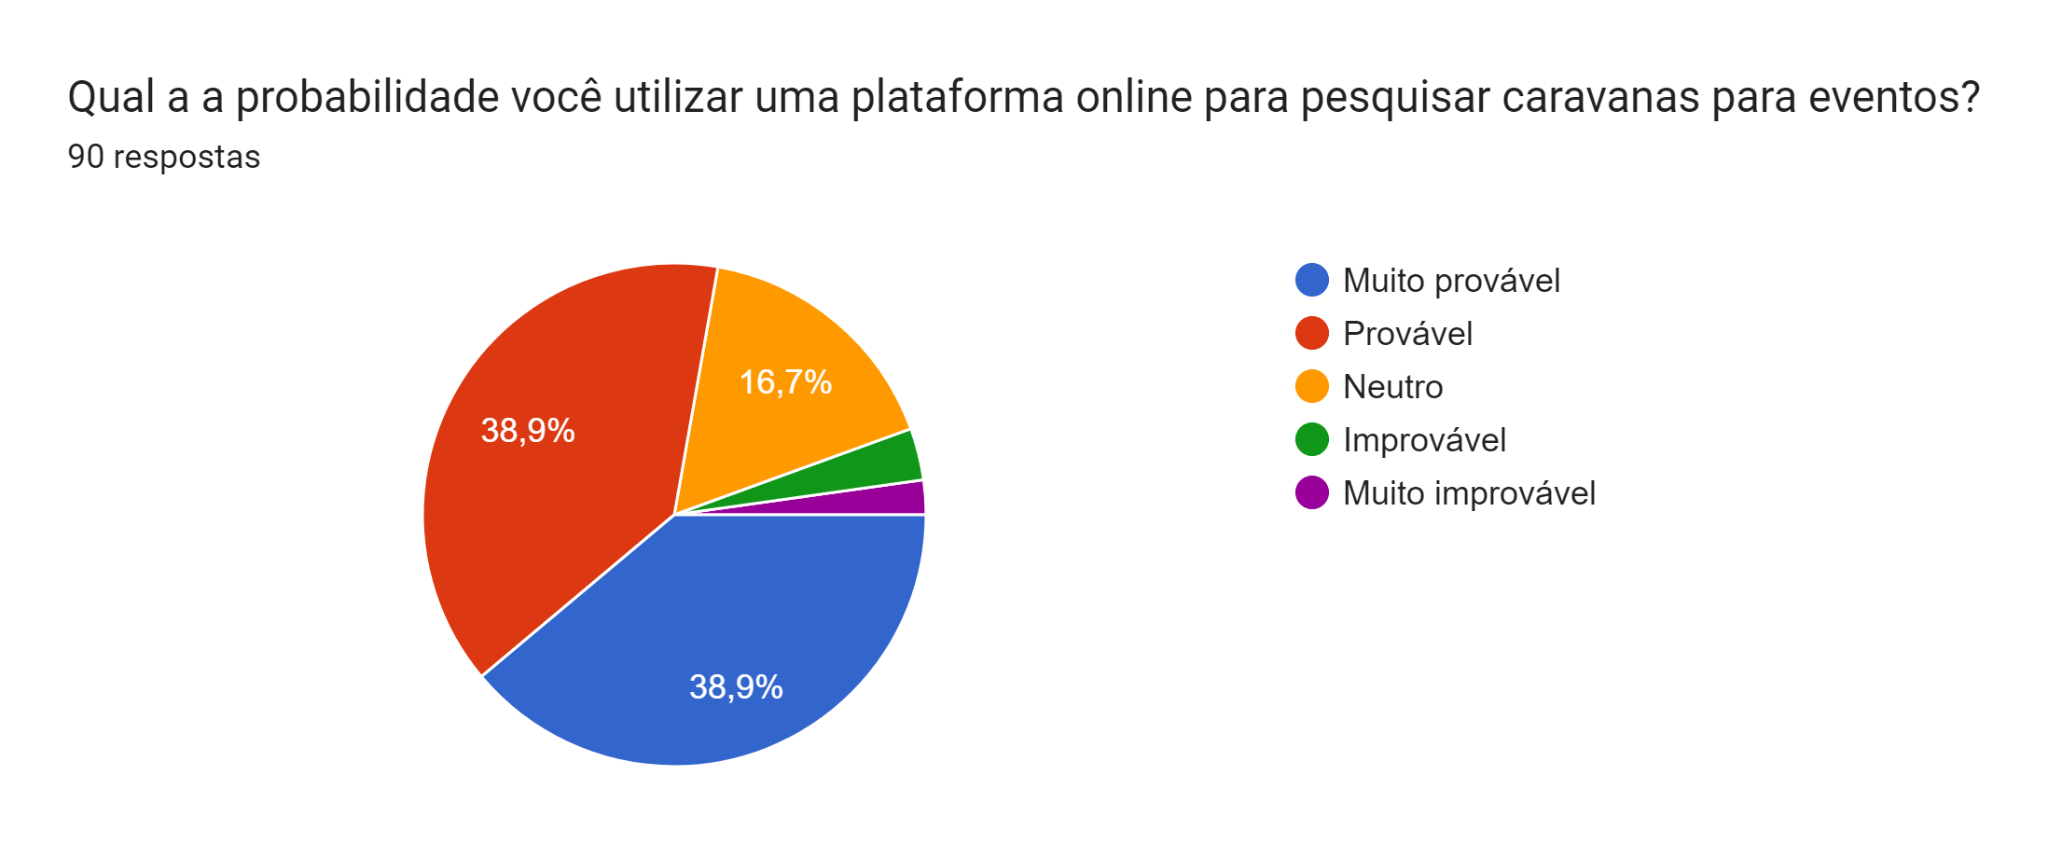 Qual a a probabilidade você utilizar uma plataforma online para pesquisar caravanas para eventos?
90 respostas
16,7%
38,9%
38,9%
Muito provável
Provável
Neutro
Improvável
Muito improvável